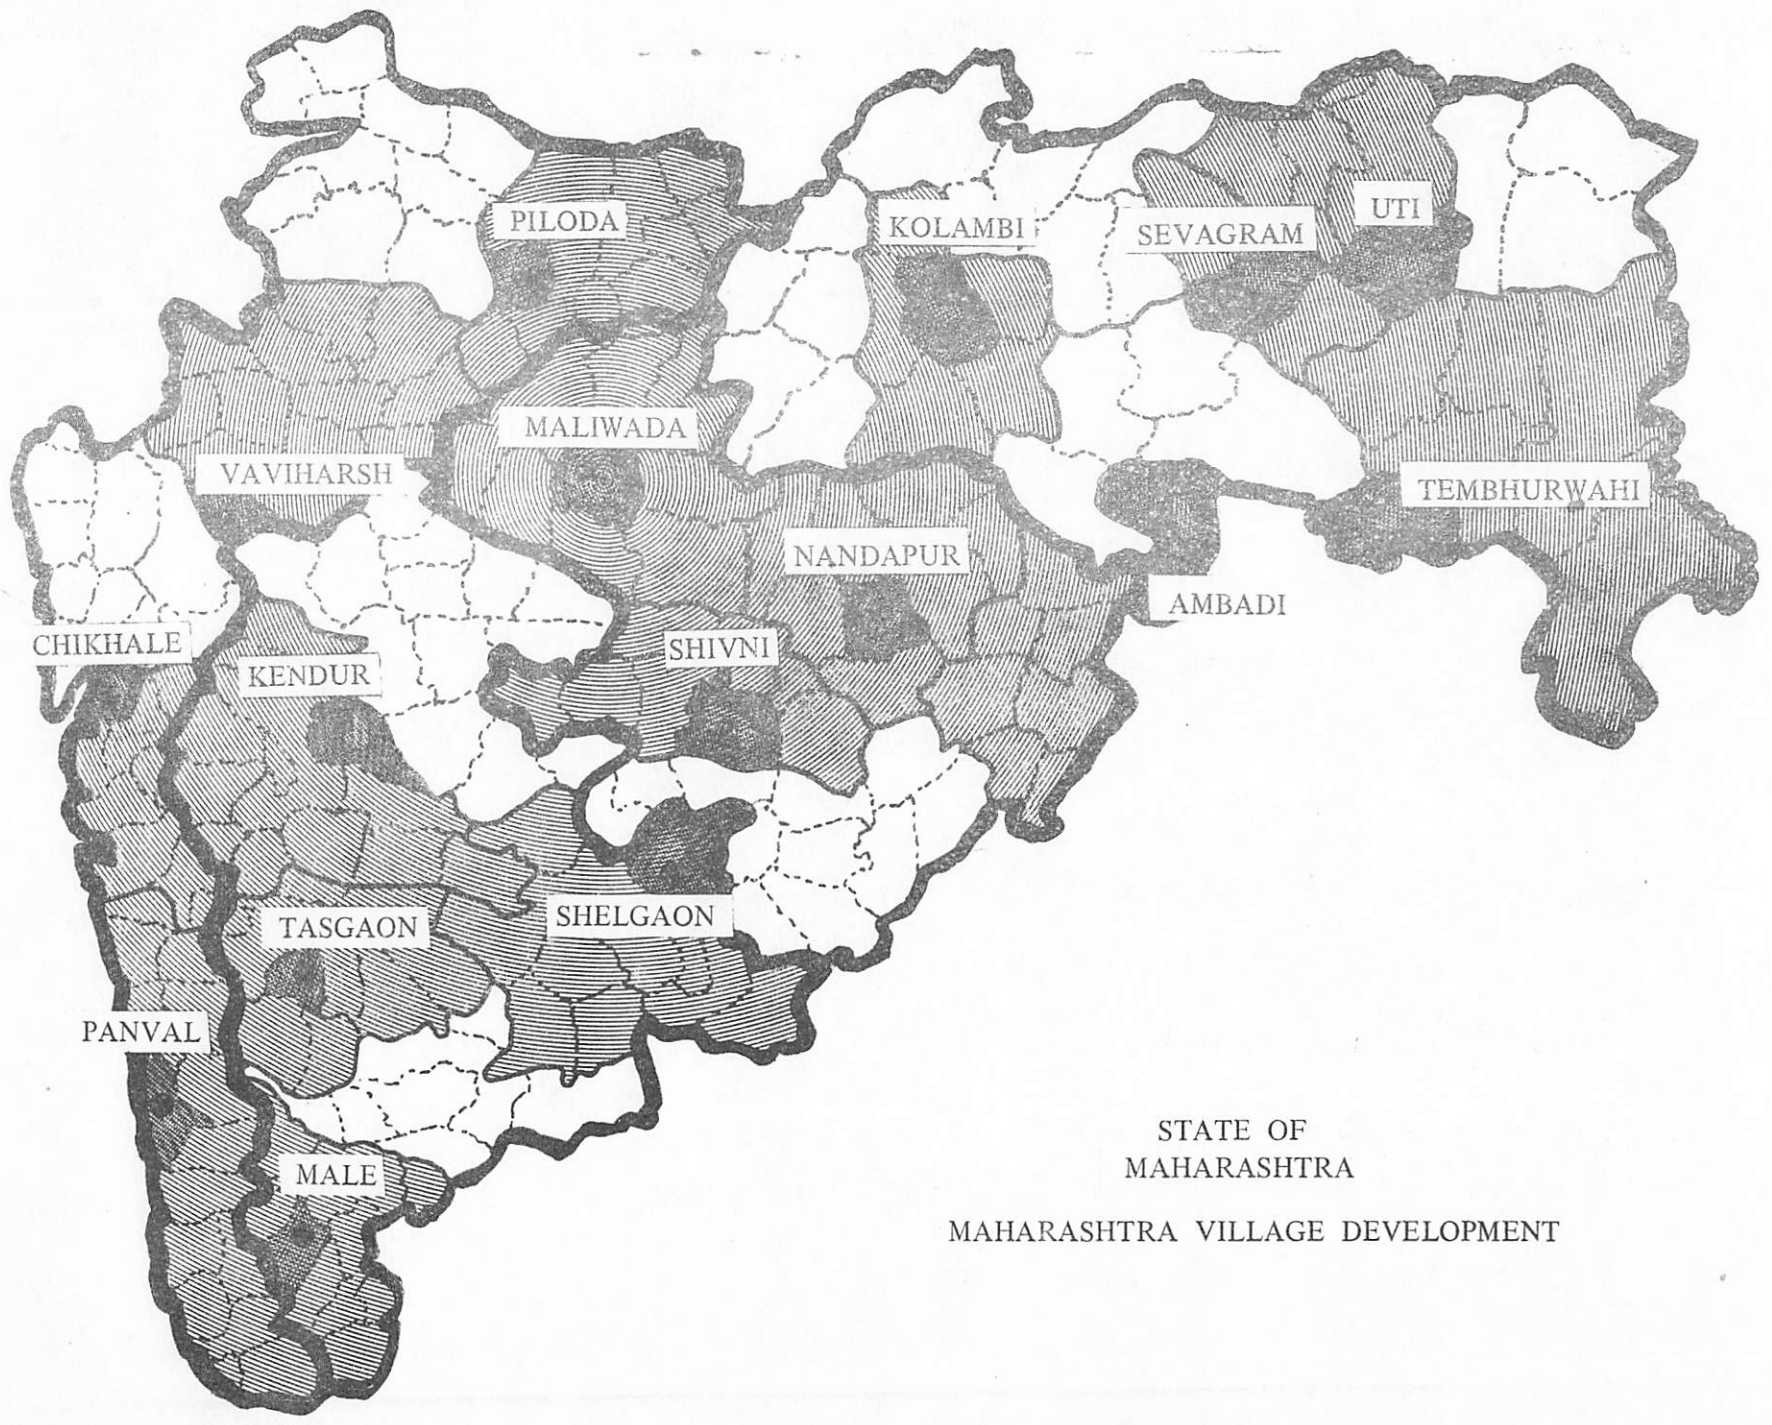 PILODA
KOLAMBI
SEVAGRAM
UTI
MALIWADA
VAVIHARSH
TEMBHURWAHI
NANDAPUR
AMBADI
CHIKHALE
KENDUR
SHIVNI
TASGAON
SHELGAON
PANVAL
MALE
STATE OF
MAHARASHTRA
MAHARASHTRA VILLAGE DEVELOPMENT